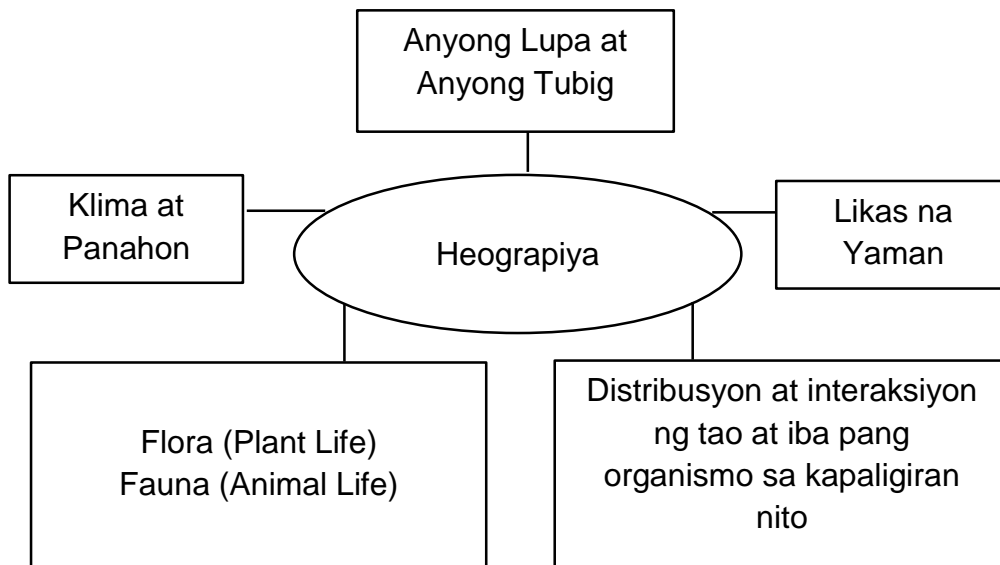 Anyong Lupa at
Anyong Tubig
Klima at
Panahon
Heograpiya
Likas na
Yaman
Flora (Plant Life)
Fauna (Animal Life)
Distribusyon at interaksiyon
ng tao at iba pang
organismo sa kapaligiran
nito